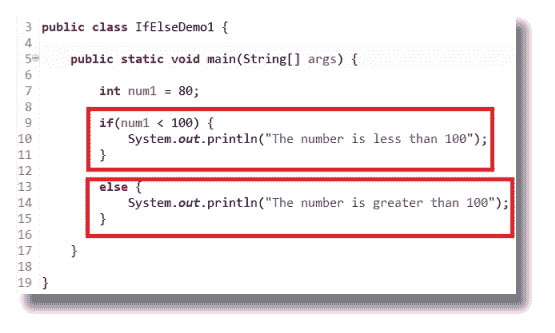 3 public class IfElseDemo1 {
4
5 public static void main(String[] args) {
6
7 int num1 = 80;
8
9 if(num1 < 100) {
10 System.out.println("The number is less than 100");
11 }
12
13 else {
14 System.out.println("The number is greater than 100");
15 }
16
17 }
18
19 }